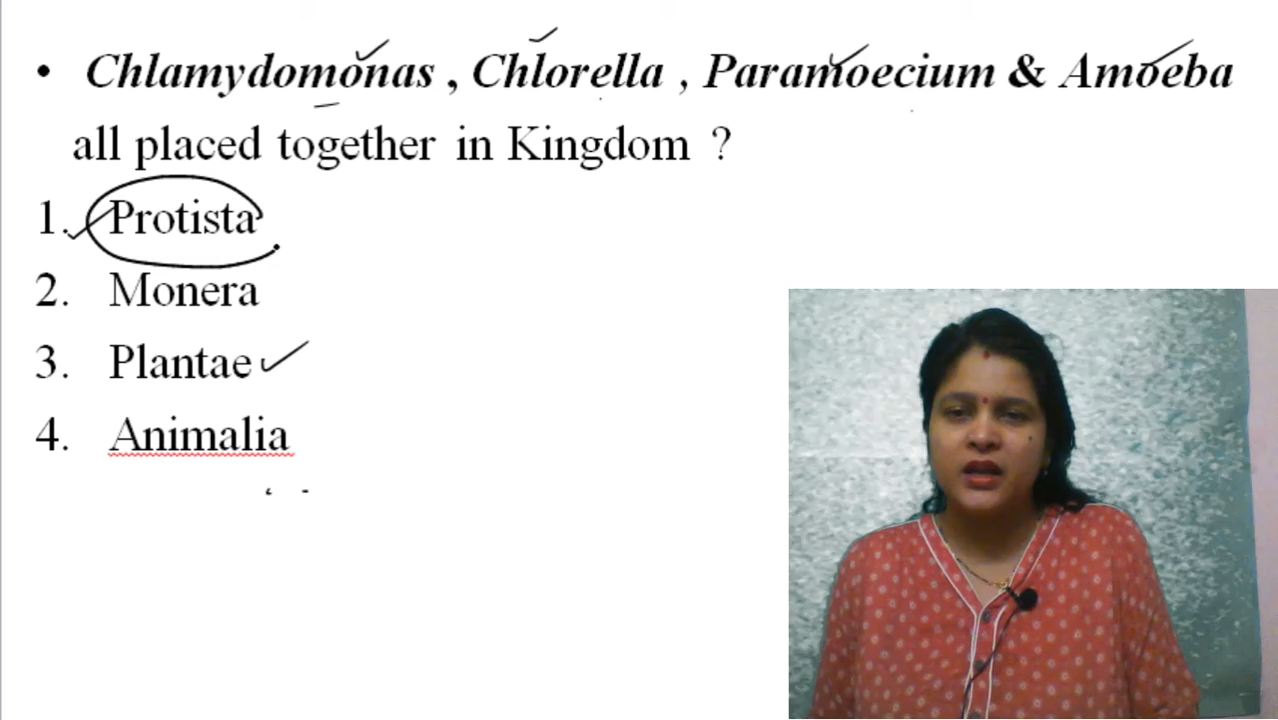 • Chlamydomonas , Chlorella , Paramoecium & Amoeba
all placed together in Kingdom ?
1. Protista
2. Monera
3. Plantae
4. Animalia